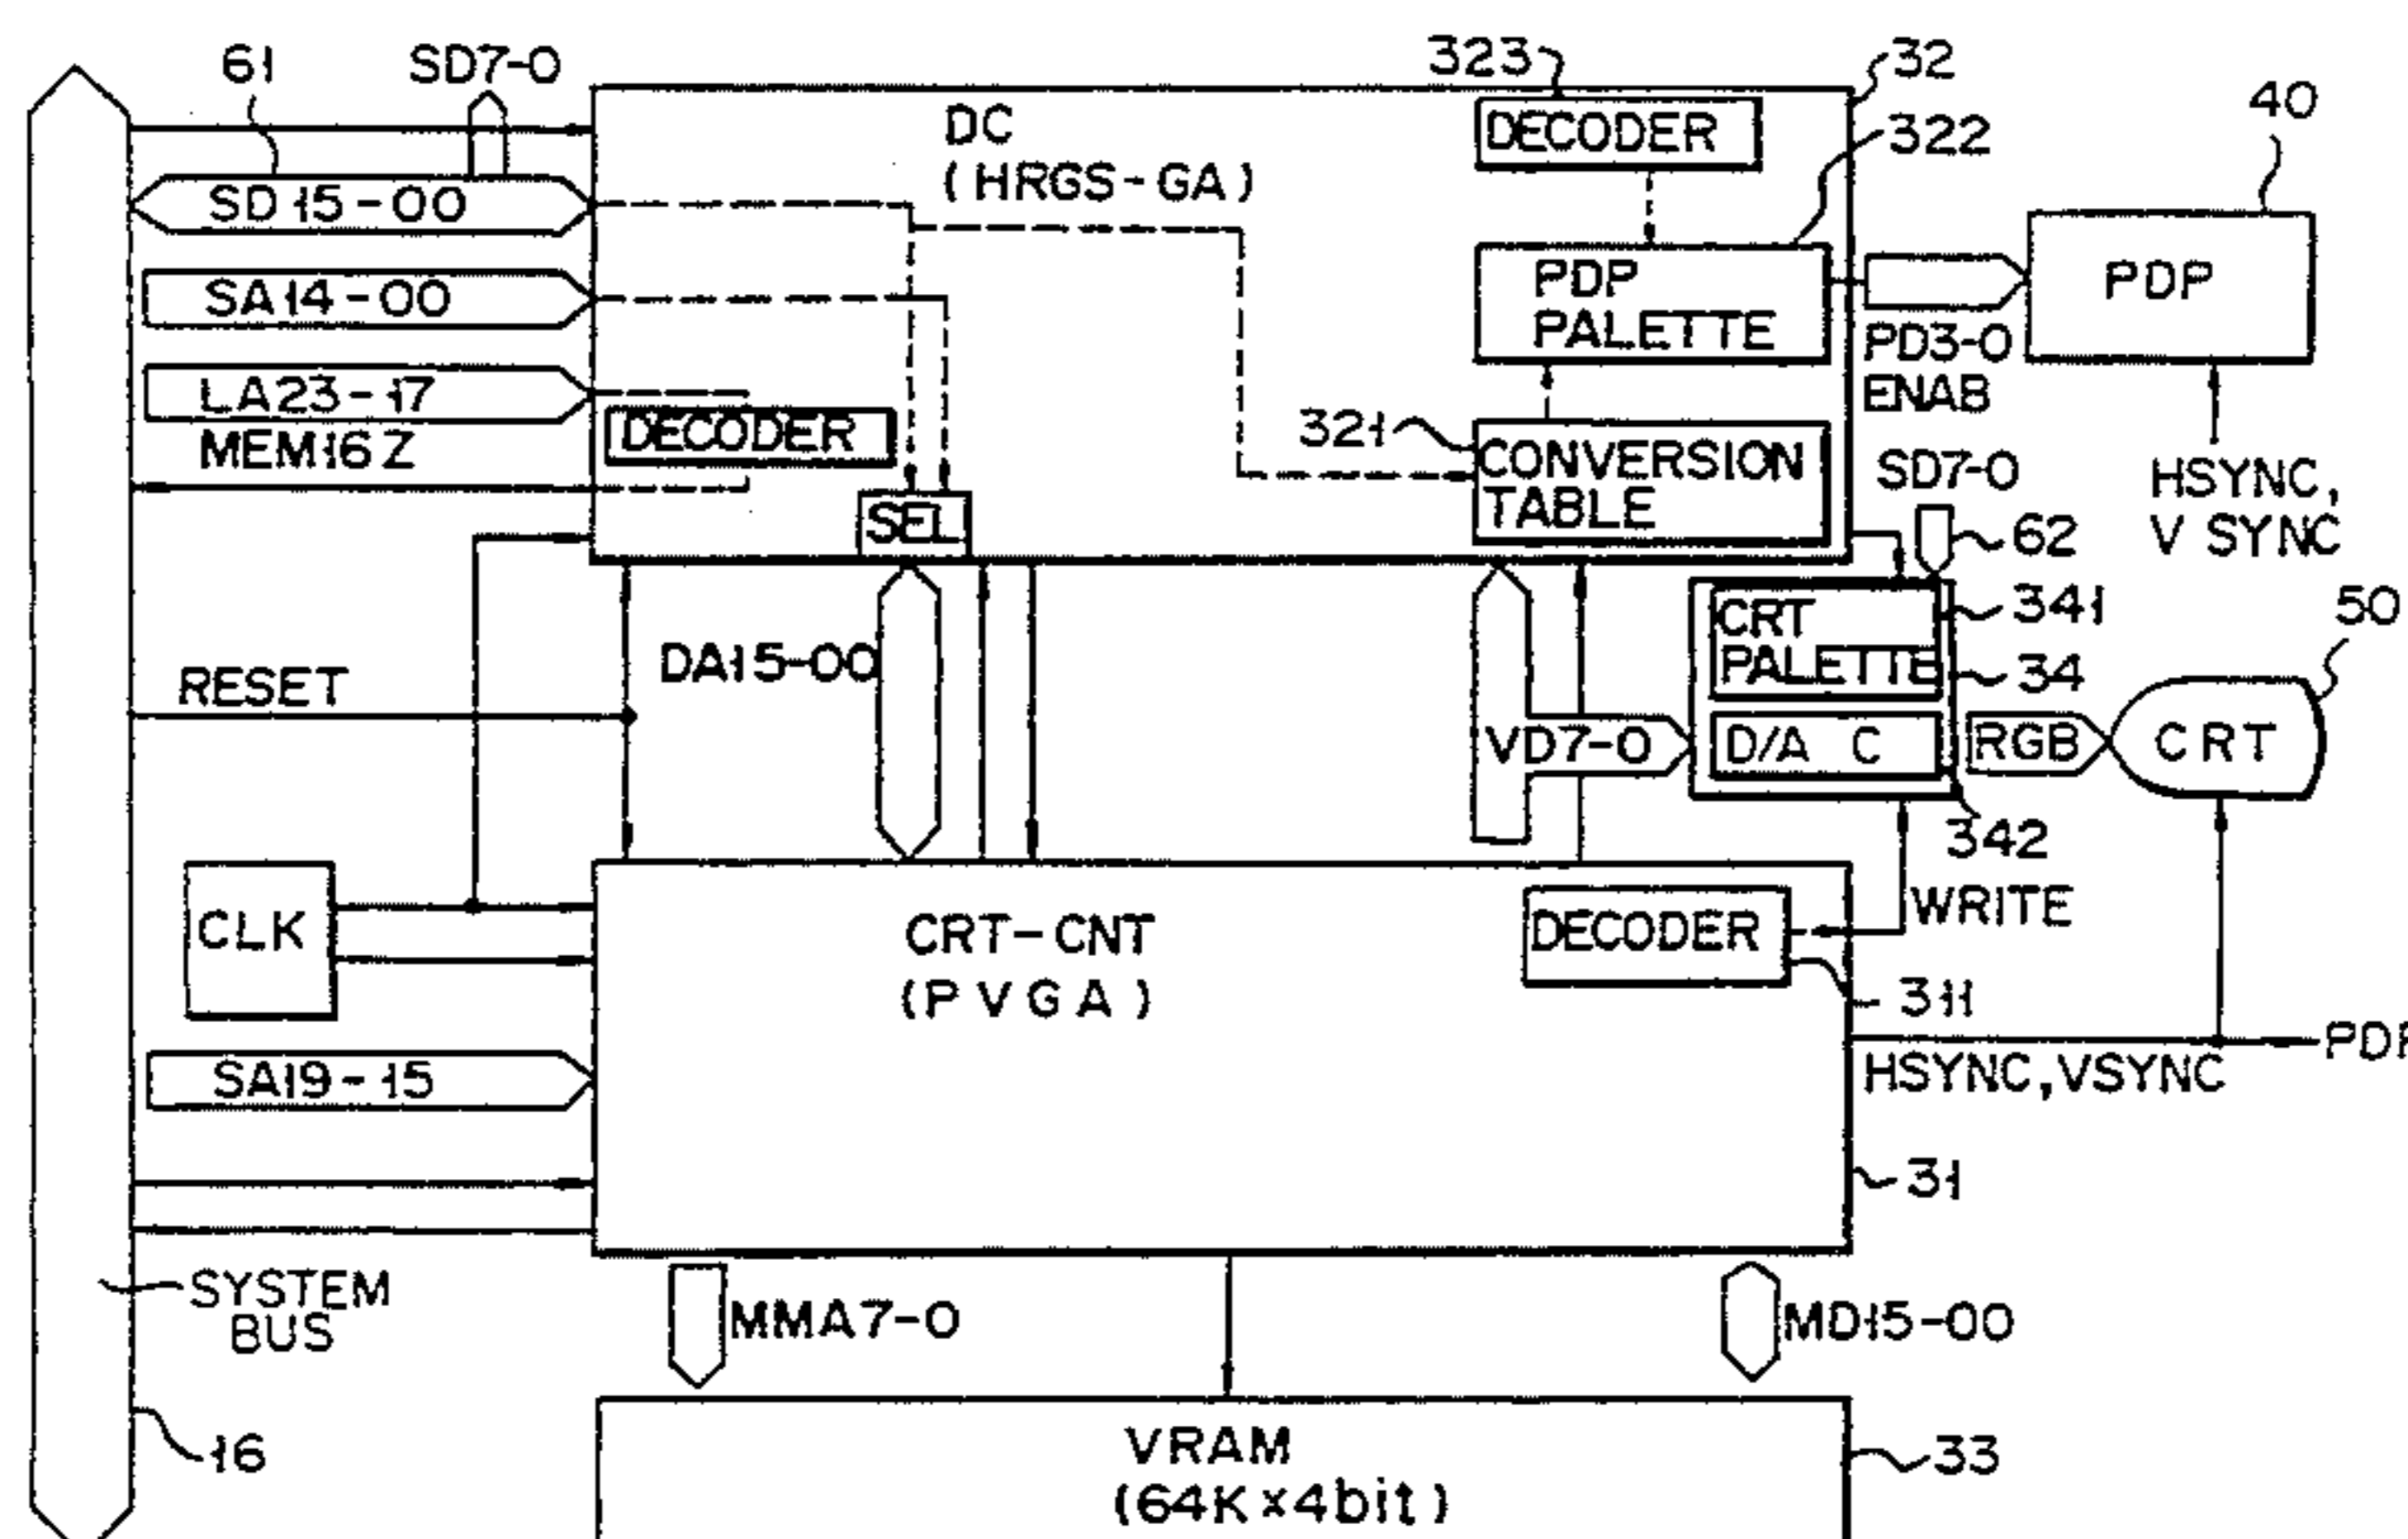 61
SD7-0
323
32
DC
(HRGS-GA)
DECODER
322
40
SD15-00
SA14-00
PDP
PALETTE
PDP
PD3-0
ENAB
LA23-17
MEM16Z
DECODER
321
CONVERSION
TABLE
SD7-0
HSYNC,
V SYNC
SEL
62
CRT
PALETTE
341
34
50
DA15-00
RESET
VD7-0
D/A C
RGB
CRT
342
WRITE
CLK
CRT-CNT
(PVGA)
DECODER
311
PDP
HSYNC,VSYNC
SA19-15
31
SYSTEM
BUS
MMA7-0
MD15-00
16
VRAM
(64K×4bit)
33